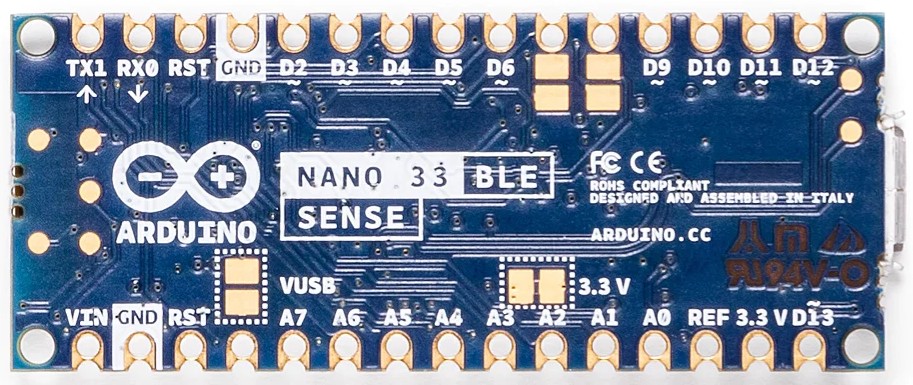 TX1 RX0 RST GND D2 D3 D4 D5 D6 D9 D10 D11 D12
~ ~ ~ ~ ~ ~ ~ ~ ~
↑ ↓
NANO 33 BLE
SENSE
ARDUINO
®
FC CE
ROHS COMPLIANT
DESIGNED AND ASSEMBLED IN ITALY
ARDUINO.CC
94V-0
VUSB
3.3 V
VIN GND RST A7 A6 A5 A4 A3 A2 A1 A0 REF 3.3 V D13
~